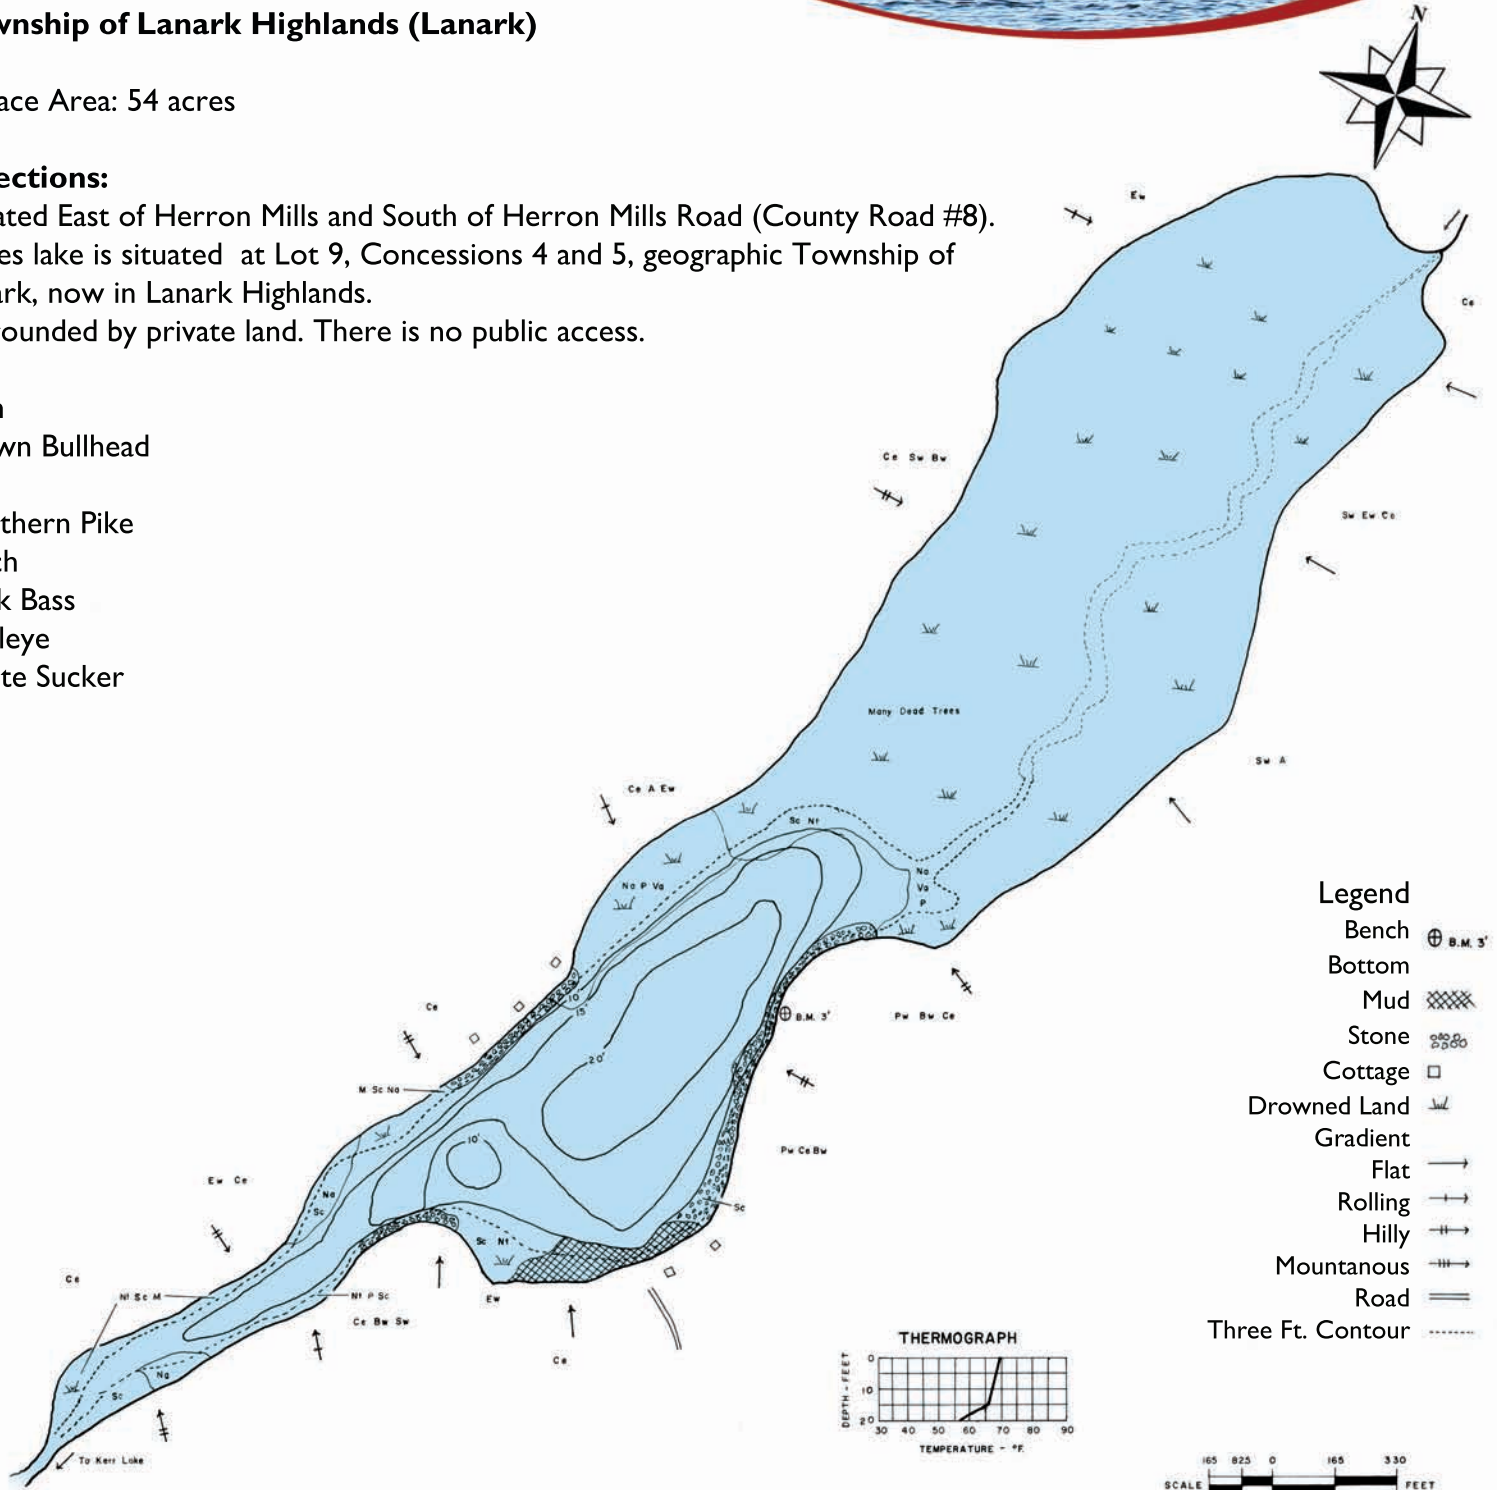 wnship of Lanark Highlands (Lanark)
N
ace Area: 54 acres
ections:
ated East of Herron Mills and South of Herron Mills Road (County Road #8).
es lake is situated at Lot 9, Concessions 4 and 5, geographic Township of
ark, now in Lanark Highlands.
ounded by private land. There is no public access.
wn Bullhead
thern Pike
ch
k Bass
leye
te Sucker
Ew
Ce
Ce Sw Bw
Sw Ew Ce
Many Dead Trees
Sw A
Ce A Ew
Sc Nt
Na P Va
Na
Va
P
10'
15'
Ce
B.M. 3'
Pw Bw Ce
20'
M Sc Na
10'
Pw Ce Bw
Ew Ce
Na
Sc
Sc
Sc Nt
Ce
Nt Sc M
Nt P Sc
Ew
Ce Bw Sw
Ce
Na
Sc
To Kerr Lake
Legend
Bench
B.M. 3'
Bottom
Mud
Stone
Cottage
Drowned Land
Gradient
Flat
Rolling
Hilly
Mountanous
Road
Three Ft. Contour
THERMOGRAPH
DEPTH - FEET
0
10
20
30 40 50 60 70 80 90
TEMPERATURE - °F.
165 825 0 165 330
SCALE FEET